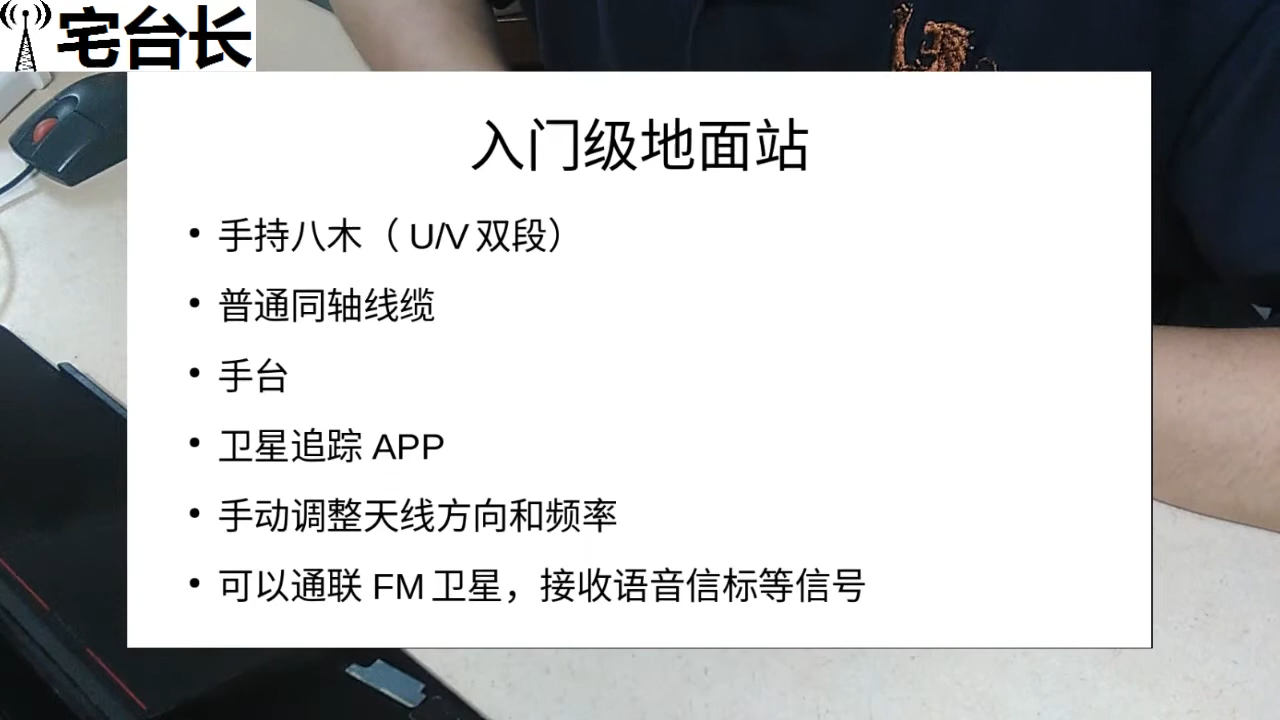 宅台长
入门级地面站
• 手持八木（U/V 双段）
• 普通同轴线缆
• 手台
• 卫星追踪 APP
• 手动调整天线方向和频率
• 可以通联 FM 卫星，接收语音信标等信号